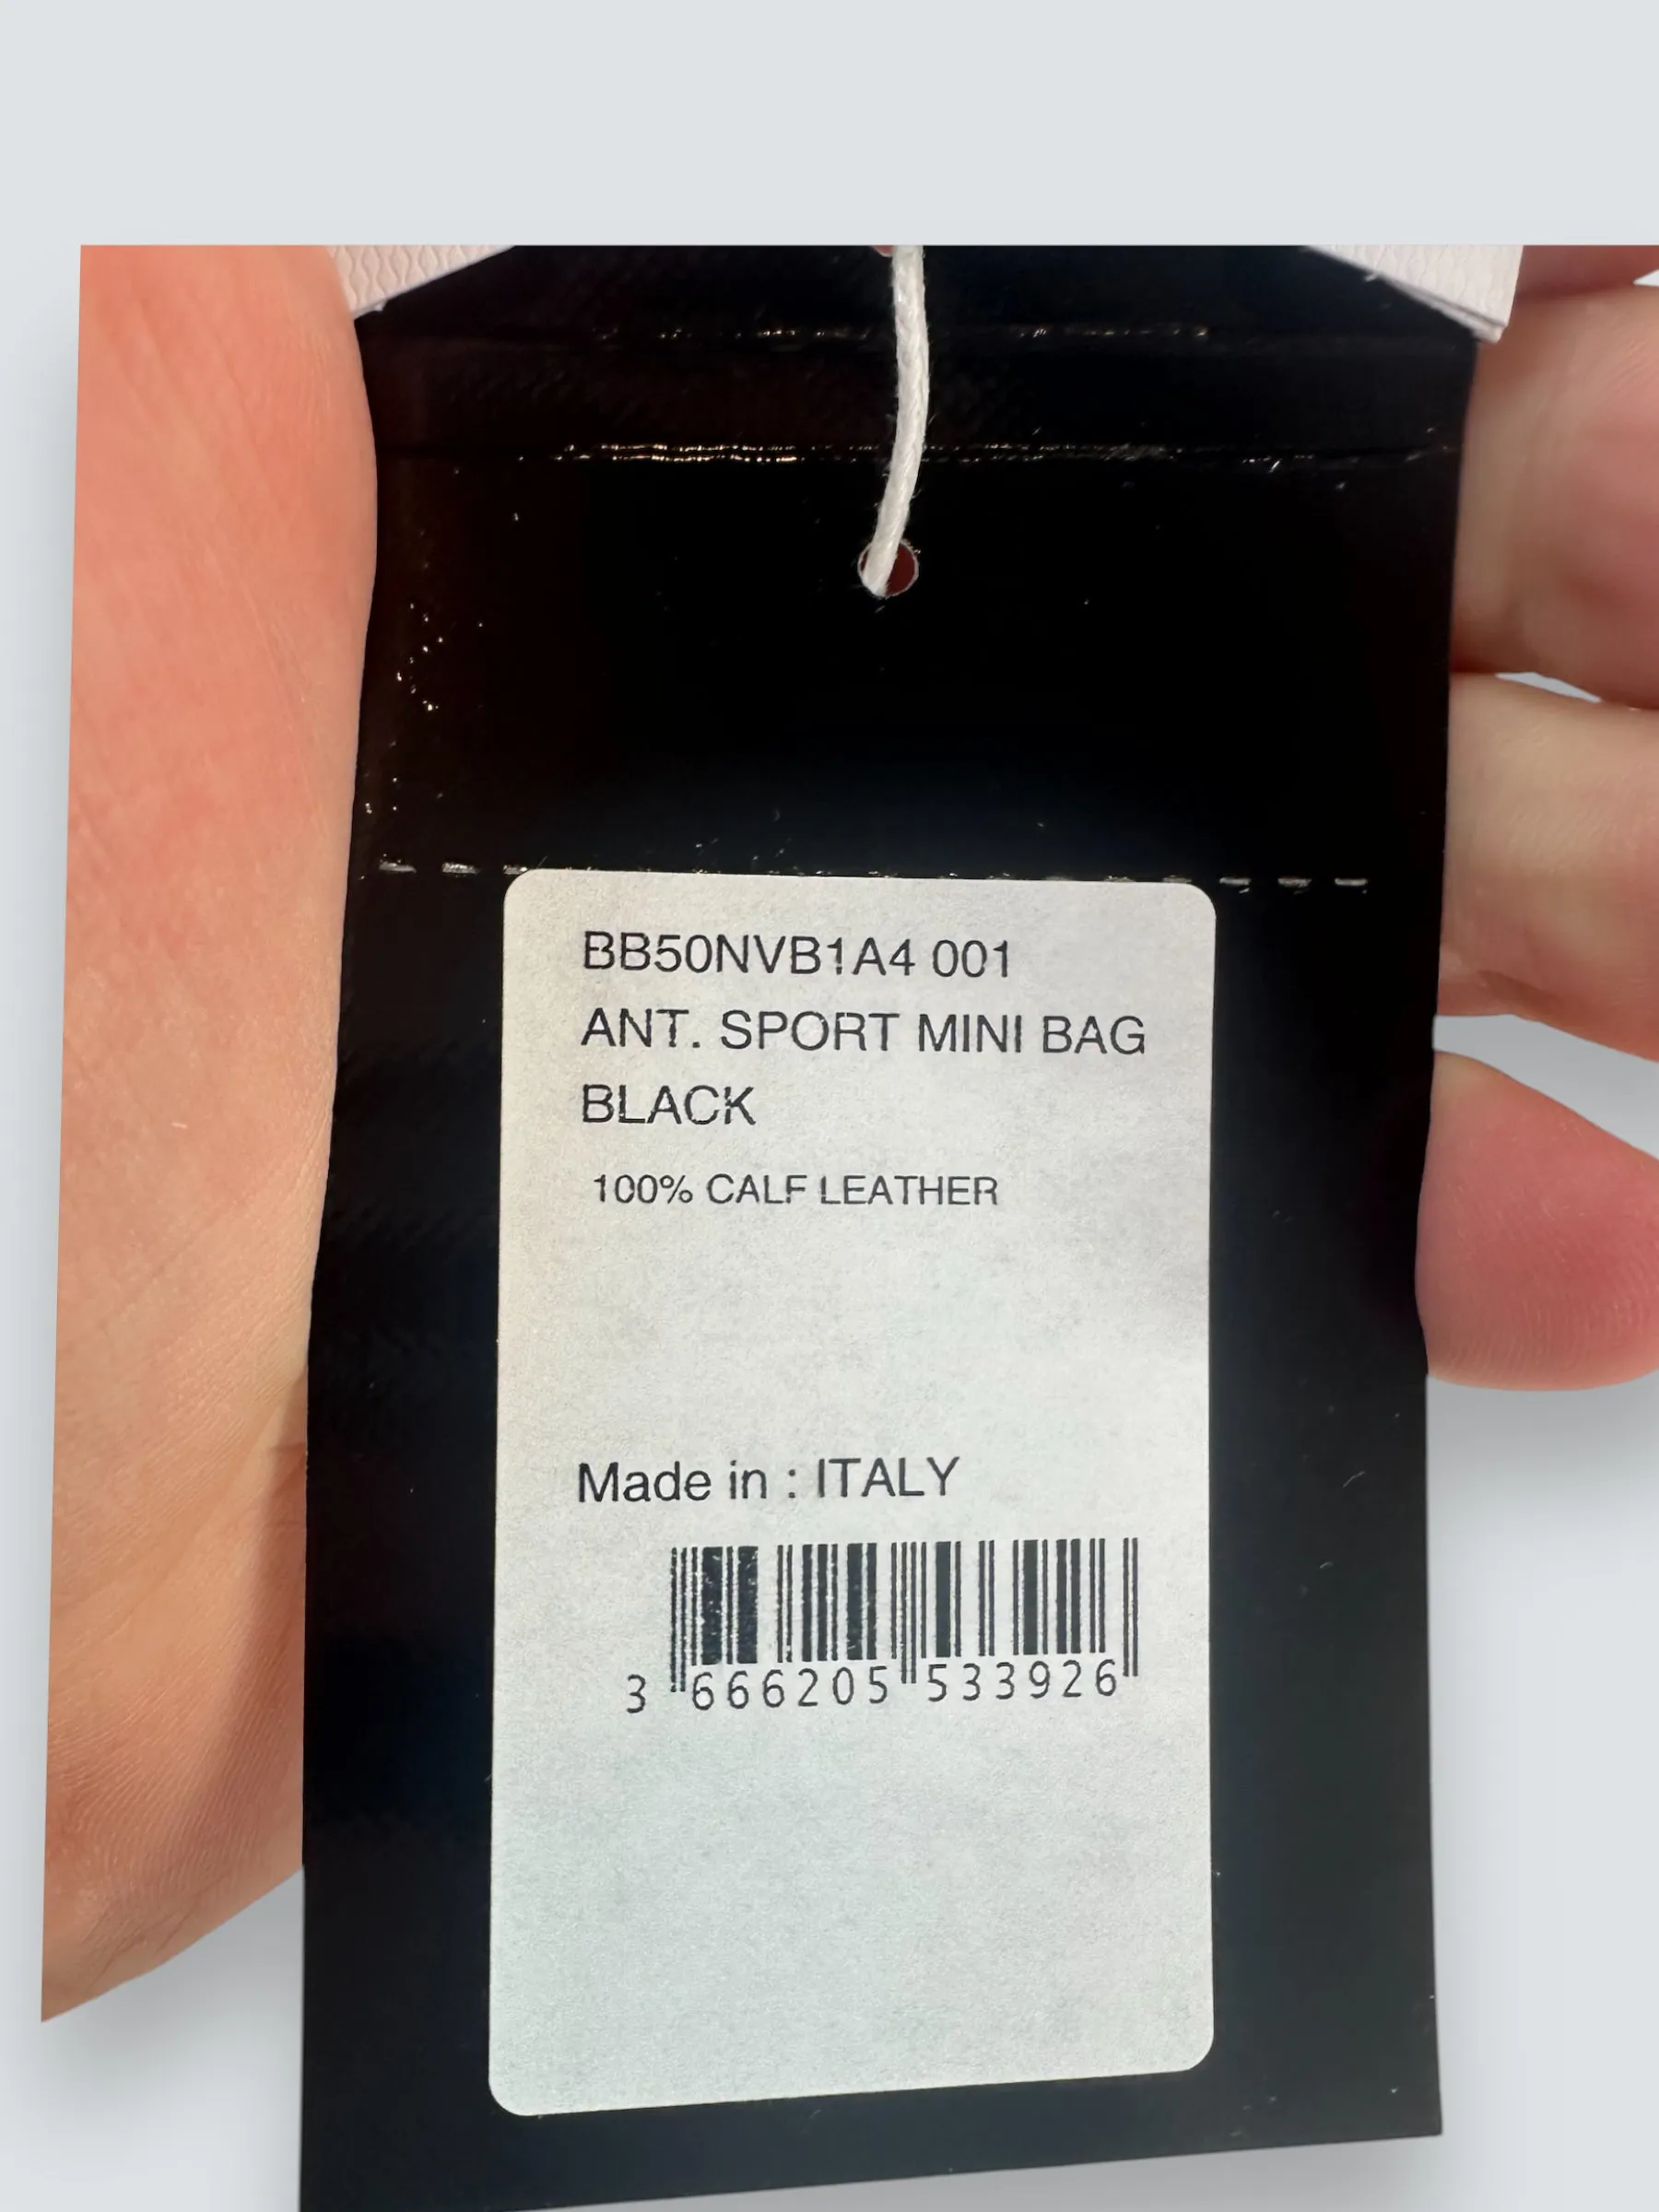 BB50NVB1A4 001
ANT. SPORT MINI BAG
BLACK
100% CALF LEATHER
Made in : ITALY
3 666205 533926